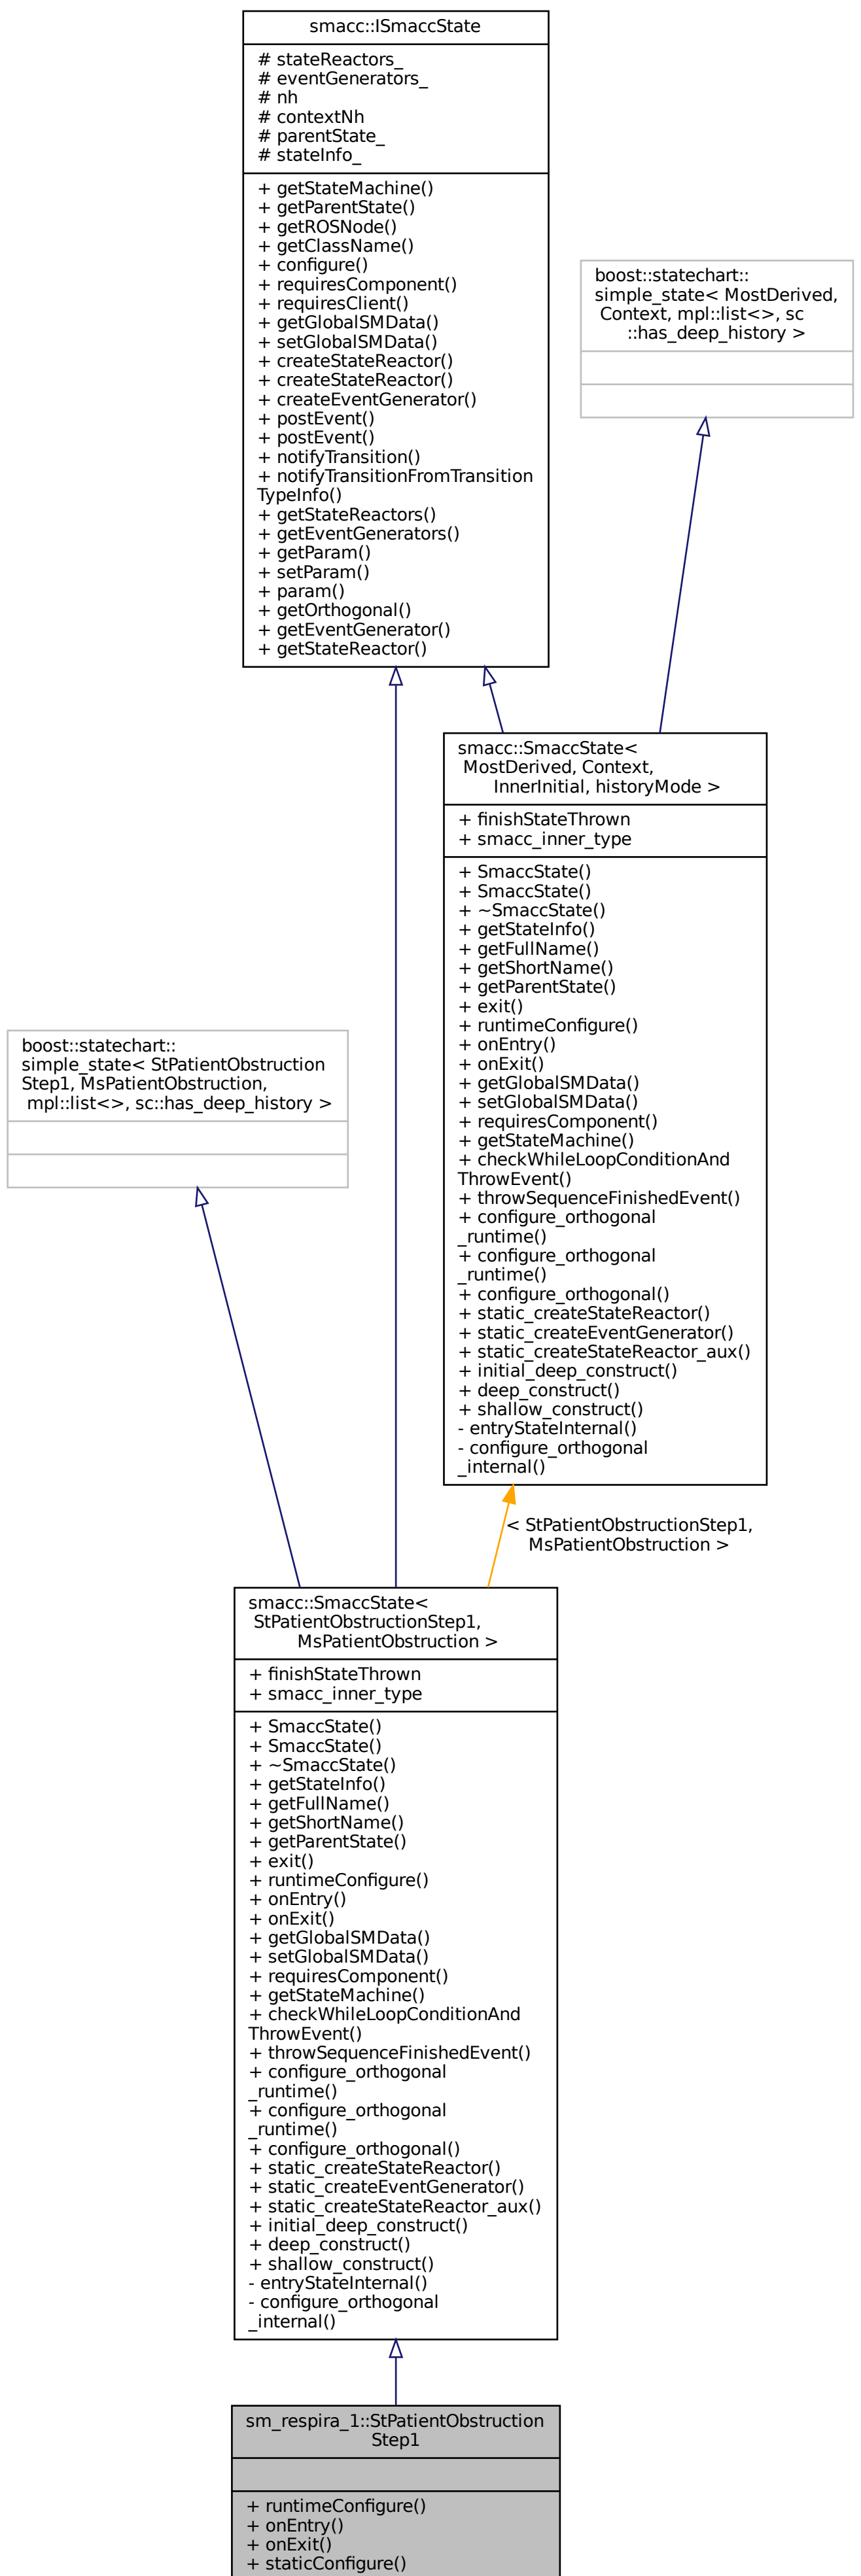 smacc::ISmaccState
# stateReactors_
# eventGenerators_
# nh
# contextNh
# parentState_
# stateInfo_
+ getStateMachine()
+ getParentState()
+ getROSNode()
+ getClassName()
+ configure()
+ requiresComponent()
+ requiresClient()
+ getGlobalSMData()
+ setGlobalSMData()
+ createStateReactor()
+ createStateReactor()
+ createEventGenerator()
+ postEvent()
+ postEvent()
+ notifyTransition()
+ notifyTransitionFromTransition
TypeInfo()
+ getStateReactors()
+ getEventGenerators()
+ getParam()
+ setParam()
+ param()
+ getOrthogonal()
+ getEventGenerator()
+ getStateReactor()
boost::statechart::
simple_state< MostDerived,
Context, mpl::list<>, sc
::has_deep_history >
smacc::SmaccState<
MostDerived, Context,
InnerInitial, historyMode >
+ finishStateThrown
+ smacc_inner_type
+ SmaccState()
+ SmaccState()
+ ~SmaccState()
+ getStateInfo()
+ getFullName()
+ getShortName()
+ getParentState()
+ exit()
+ runtimeConfigure()
+ onEntry()
+ onExit()
+ getGlobalSMData()
+ setGlobalSMData()
+ requiresComponent()
+ getStateMachine()
+ checkWhileLoopConditionAnd
ThrowEvent()
+ throwSequenceFinishedEvent()
+ configure_orthogonal
_runtime()
+ configure_orthogonal
_runtime()
+ configure_orthogonal()
+ static_createStateReactor()
+ static_createEventGenerator()
+ static_createStateReactor_aux()
+ initial_deep_construct()
+ deep_construct()
+ shallow_construct()
- entryStateInternal()
- configure_orthogonal
_internal()
boost::statechart::
simple_state< StPatientObstruction
Step1, MsPatientObstruction,
mpl::list<>, sc::has_deep_history >
< StPatientObstructionStep1,
MsPatientObstruction >
smacc::SmaccState<
StPatientObstructionStep1,
MsPatientObstruction >
+ finishStateThrown
+ smacc_inner_type
+ SmaccState()
+ SmaccState()
+ ~SmaccState()
+ getStateInfo()
+ getFullName()
+ getShortName()
+ getParentState()
+ exit()
+ runtimeConfigure()
+ onEntry()
+ onExit()
+ getGlobalSMData()
+ setGlobalSMData()
+ requiresComponent()
+ getStateMachine()
+ checkWhileLoopConditionAnd
ThrowEvent()
+ throwSequenceFinishedEvent()
+ configure_orthogonal
_runtime()
+ configure_orthogonal
_runtime()
+ configure_orthogonal()
+ static_createStateReactor()
+ static_createEventGenerator()
+ static_createStateReactor_aux()
+ initial_deep_construct()
+ deep_construct()
+ shallow_construct()
- entryStateInternal()
- configure_orthogonal
_internal()
sm_respira_1::StPatientObstruction
Step1
+ runtimeConfigure()
+ onEntry()
+ onExit()
+ staticConfigure()